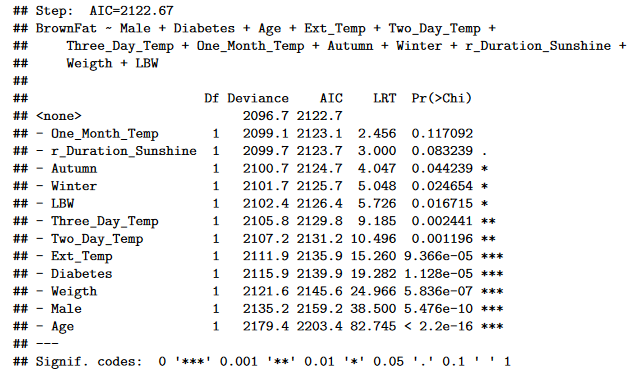 ## Step:  AIC=2122.67
## BrownFat ~ Male + Diabetes + Age + Ext_Temp + Two_Day_Temp +
##     Three_Day_Temp + One_Month_Temp + Autumn + Winter + r_Duration_Sunshine +
##     Weigth + LBW
##
##                       Df Deviance    AIC    LRT  Pr(>Chi)
## <none>                     2096.7 2122.7
## - One_Month_Temp       1   2099.1 2123.1  2.456  0.117092
## - r_Duration_Sunshine  1   2099.7 2123.7  3.000  0.083239 .
## - Autumn               1   2100.7 2124.7  4.047  0.044239 *
## - Winter               1   2101.7 2125.7  5.048  0.024654 *
## - LBW                  1   2102.4 2126.4  5.726  0.016715 *
## - Three_Day_Temp       1   2105.8 2129.8  9.185  0.002441 **
## - Two_Day_Temp         1   2107.2 2131.2 10.496  0.001196 **
## - Ext_Temp             1   2111.9 2135.9 15.260 9.366e-05 ***
## - Diabetes             1   2115.9 2139.9 19.282 1.128e-05 ***
## - Weigth               1   2121.6 2145.6 24.966 5.836e-07 ***
## - Male                 1   2135.2 2159.2 38.500 5.476e-10 ***
## - Age                  1   2179.4 2203.4 82.745 < 2.2e-16 ***
## ---
## Signif. codes:  0 '***' 0.001 '**' 0.01 '*' 0.05 '.' 0.1 ' ' 1